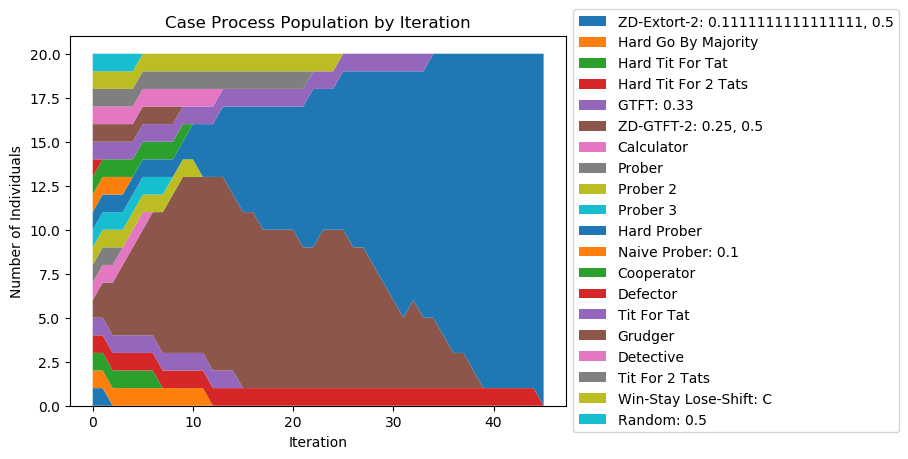 Case Process Population by Iteration
20.0
17.5
15.0
12.5
10.0
7.5
5.0
2.5
0.0
Number of Individuals
0
10
20
30
40
Iteration
ZD-Extort-2: 0.1111111111111111, 0.5
Hard Go By Majority
Hard Tit For Tat
Hard Tit For 2 Tats
GTFT: 0.33
ZD-GTFT-2: 0.25, 0.5
Calculator
Prober
Prober 2
Prober 3
Hard Prober
Naive Prober: 0.1
Cooperator
Defector
Tit For Tat
Grudger
Detective
Tit For 2 Tats
Win-Stay Lose-Shift: C
Random: 0.5